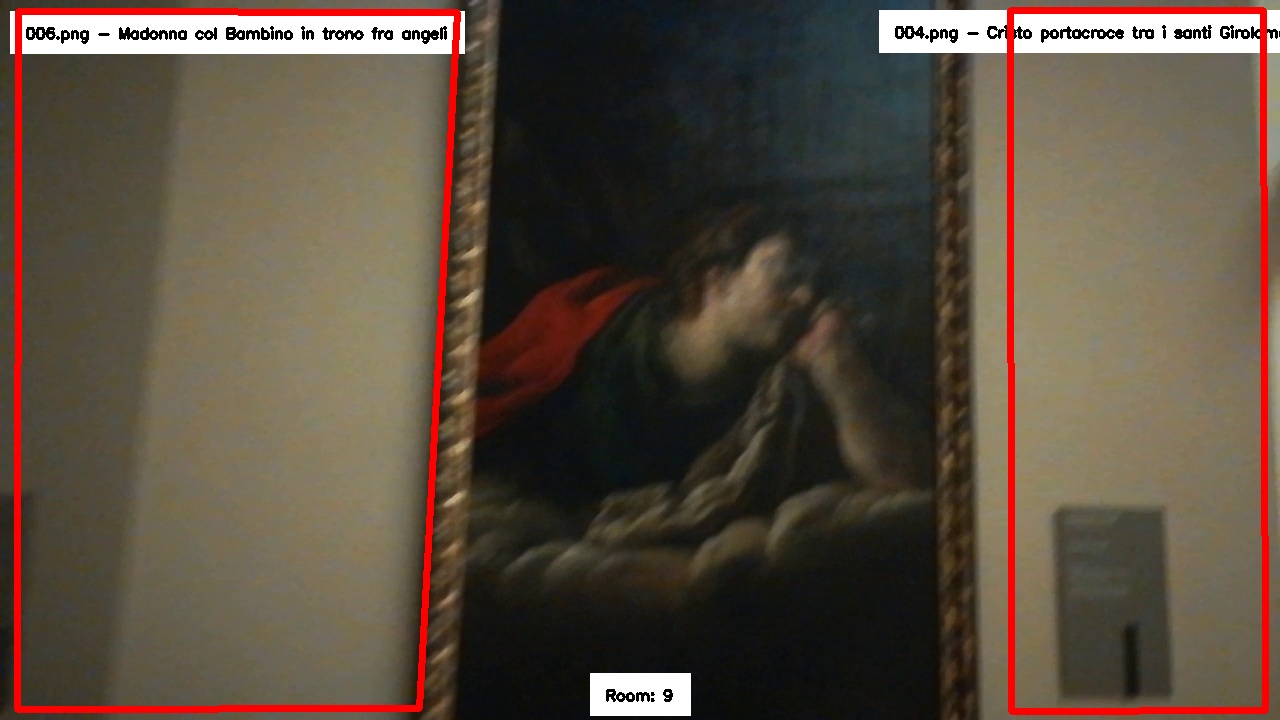 006.png - Madonna col Bambino in trono fra angeli
004.png - Cristo portacroce tra i santi Girolam
Room: 9